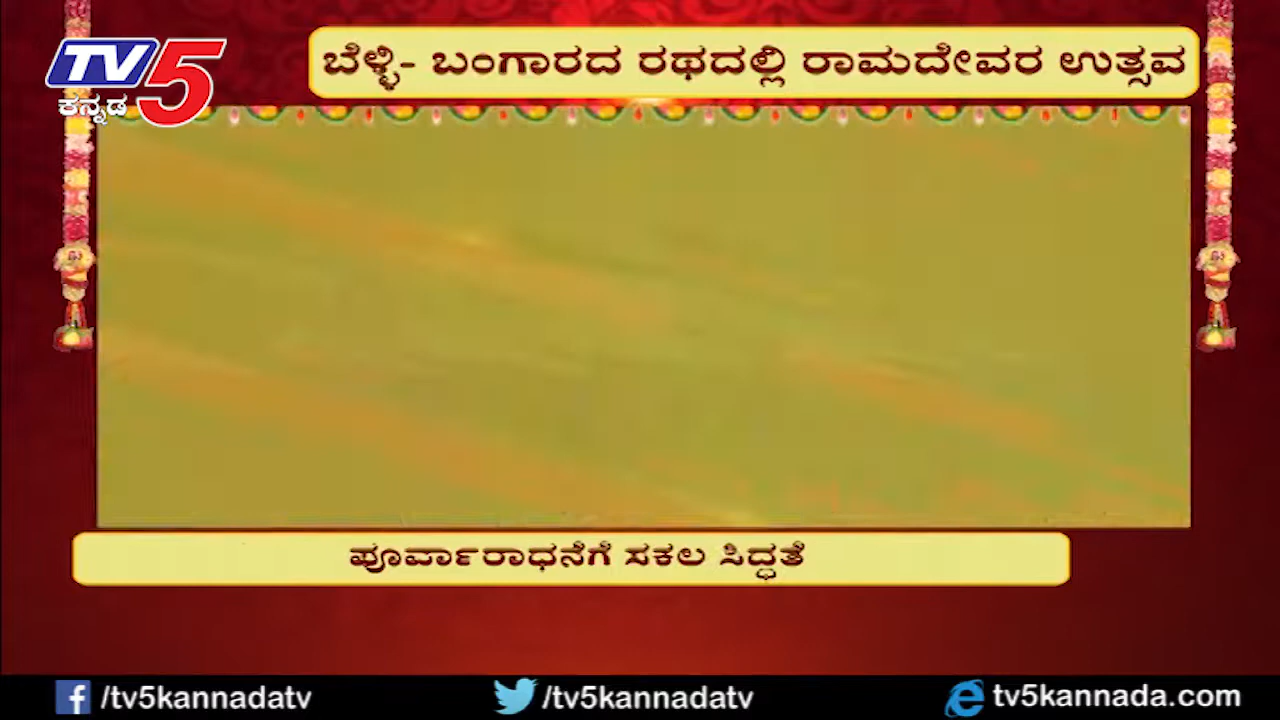 TV5
ಕನ್ನಡ
ಬೆಳ್ಳಿ- ಬಂಗಾರದ ರಥದಲ್ಲಿ ರಾಮದೇವರ ಉತ್ಸವ
ಪೂರ್ವಾರಾಧನೆಗೆ ಸಕಲ ಸಿದ್ಧತೆ
/tv5kannadatv
/tv5kannadatv
tv5kannada.com